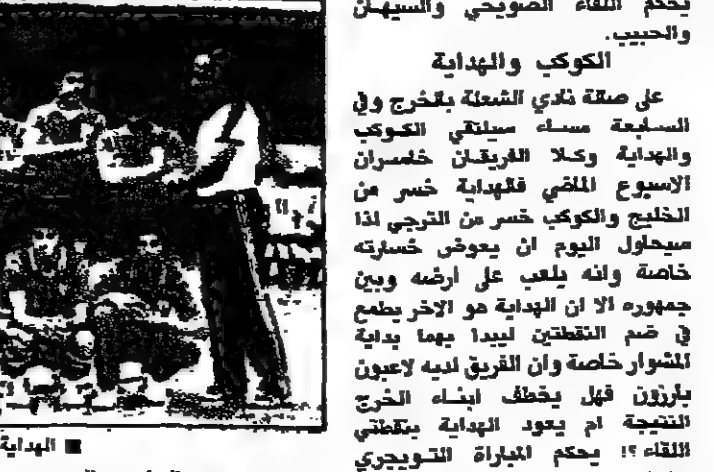 يحكم اللقاء الصويحي والسيهان
والحبيب.
الكوكب والهداية
على صالة نادي الشعلة بالخرج وفي
السابعة مساء سيلتقي الكوكب
والهداية وكلا الفريقان خاسران
الاسبوع الماضي فالهداية خسر من
الخليج والكوكب خسر من الترجي لذا
سيحاول اليوم ان يعوض خسارته
خاصة وانه يلعب على أرضه وبين
جمهوره الا ان الهداية هو الاخر يطمع
في ضم النقطتين ليبدا بهما بداية
المشوار خاصة وان الفريق لديه لاعبون
بارزون فهل يخطف ابناء الخرج
النتيجة ام يعود الهداية بنقطتي
اللقاء ؟! يحكم المباراة التويجري
الهداية